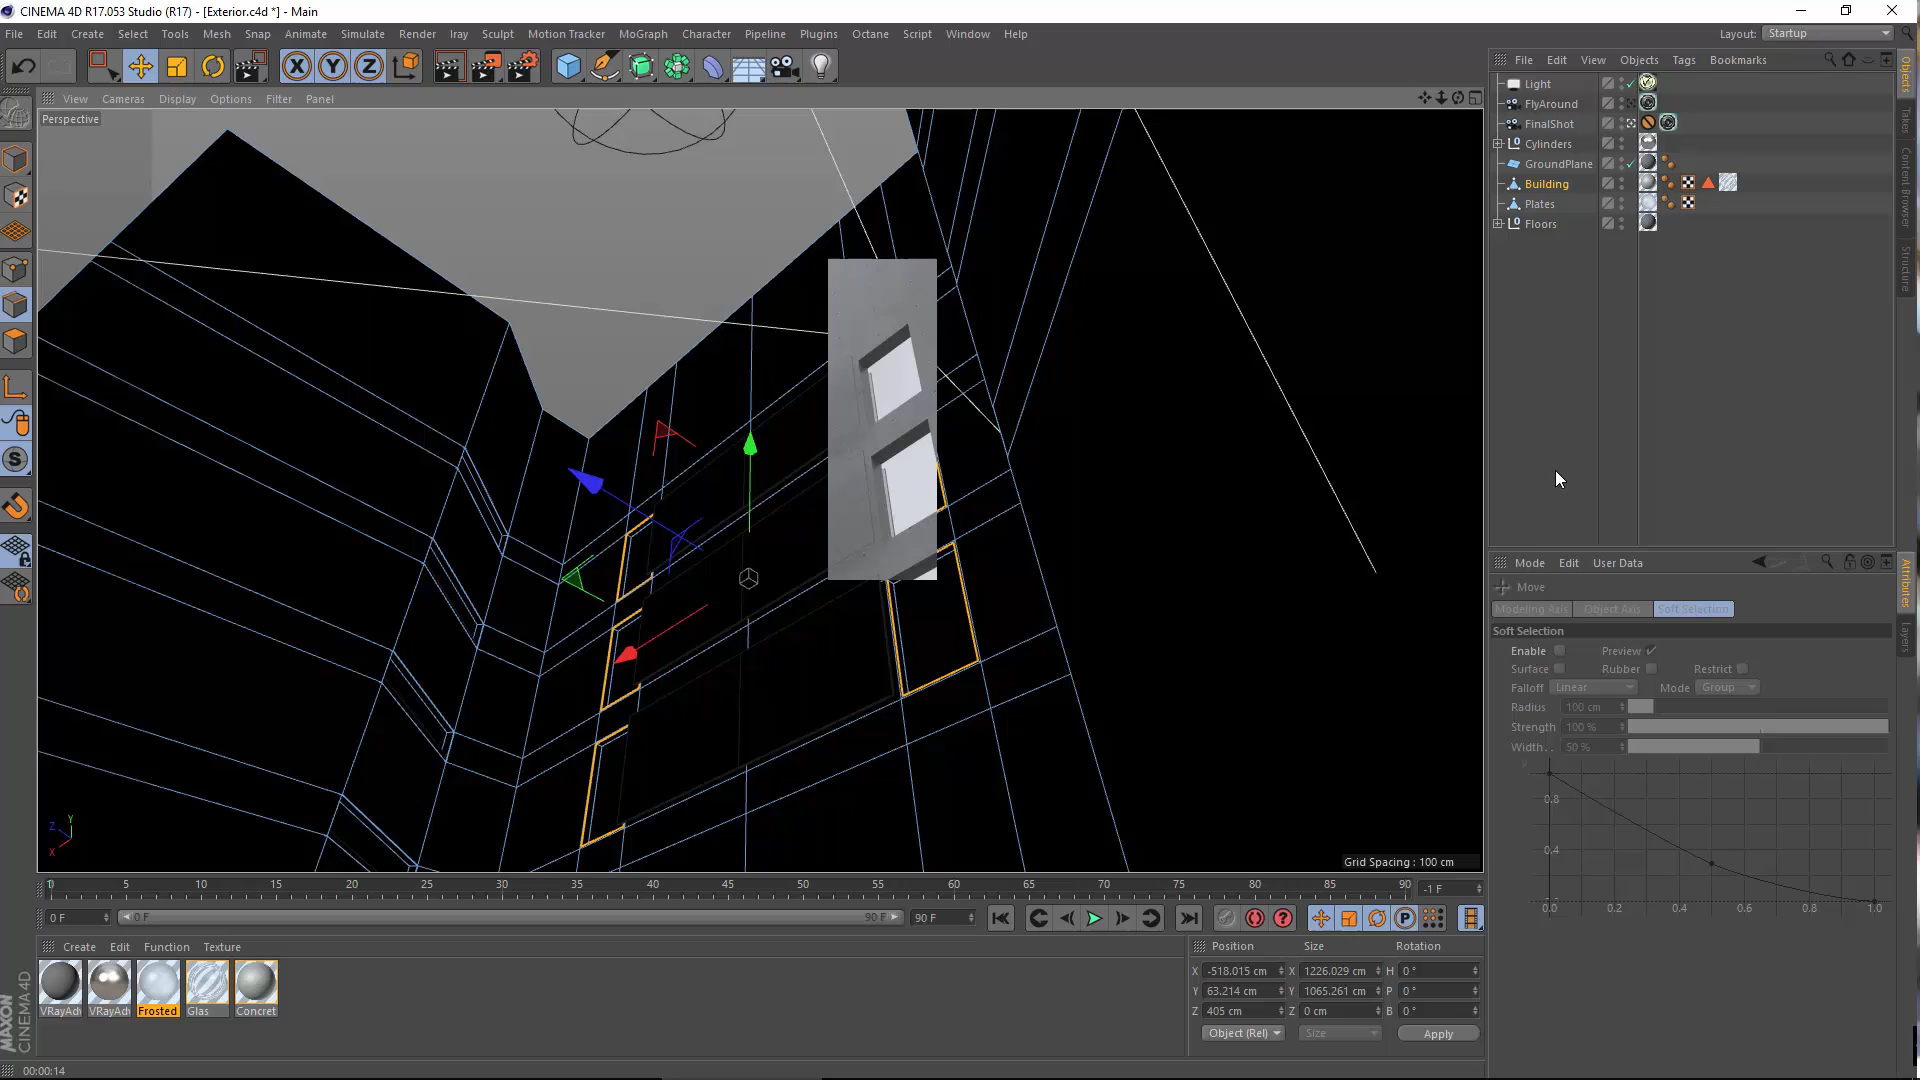 CINEMA 4D R17.053 Studio (R17) - [Exterior.c4d *] - Main
File Edit Create Select Tools Mesh Snap Animate Simulate Render Iray Sculpt Motion Tracker MoGraph Character Pipeline Plugins Octane Script Window Help
Layout: Startup
X Y Z
File Edit View Objects Tags Bookmarks
View Cameras Display Options Filter Panel
Perspective
Light
FlyAround
FinalShot
Cylinders
GroundPlane
Building
Plates
Floors
Objects
Takes
Content Browser
Structure
Mode Edit User Data
Move
Modeling Axis Object Axis Soft Selection
Soft Selection
Enable Preview
Surface Rubber Restrict
Falloff Linear Mode Group
Radius 100 cm
Strength 100 %
Width. . 50 %
0.8
0.4
0.0 0.2 0.4 0.6 0.8 1.0
Attributes
Layers
Z Y X
Grid Spacing : 100 cm
0 5 10 15 20 25 30 35 40 45 50 55 60 65 70 75 80 85 90 -1 F
0 F 0 F 90 F 90 F
P
Create Edit Function Texture
VRayAdv VRayAdv Frosted Glas Concret
Position Size Rotation
X -518.015 cm X 1226.029 cm H 0 °
Y 63.214 cm Y 1065.261 cm P 0 °
Z 405 cm Z 0 cm B 0 °
Object (Rel) Size Apply
MAXON
CINEMA 4D
00:00:14